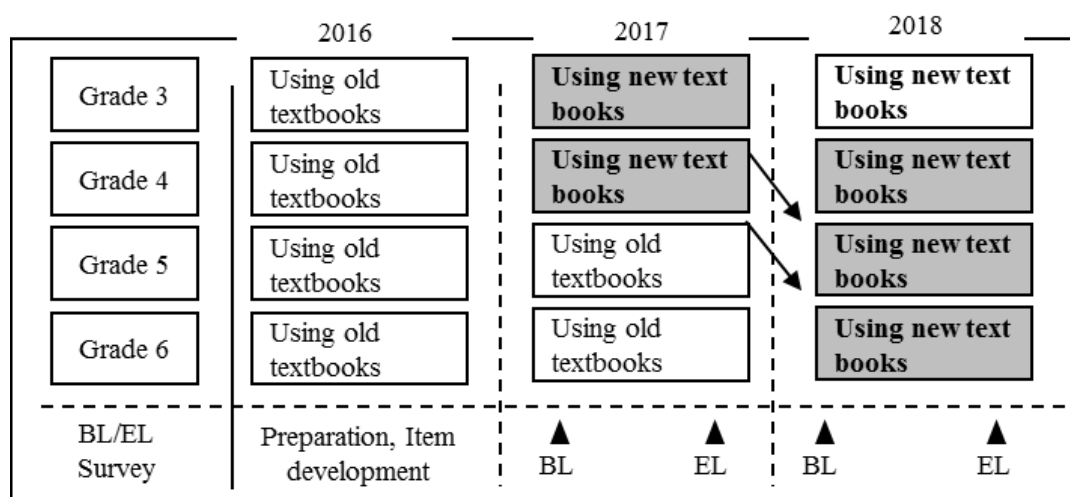 2016 2017 2018
Grade 3
Using old
textbooks
Using new text
books
Using new text
books
Grade 4
Using old
textbooks
Using new text
books
Using new text
books
Grade 5
Using old
textbooks
Using old
textbooks
Using new text
books
Grade 6
Using old
textbooks
Using old
textbooks
Using new text
books
BL/EL
Survey
Preparation, Item
development
BL EL BL EL